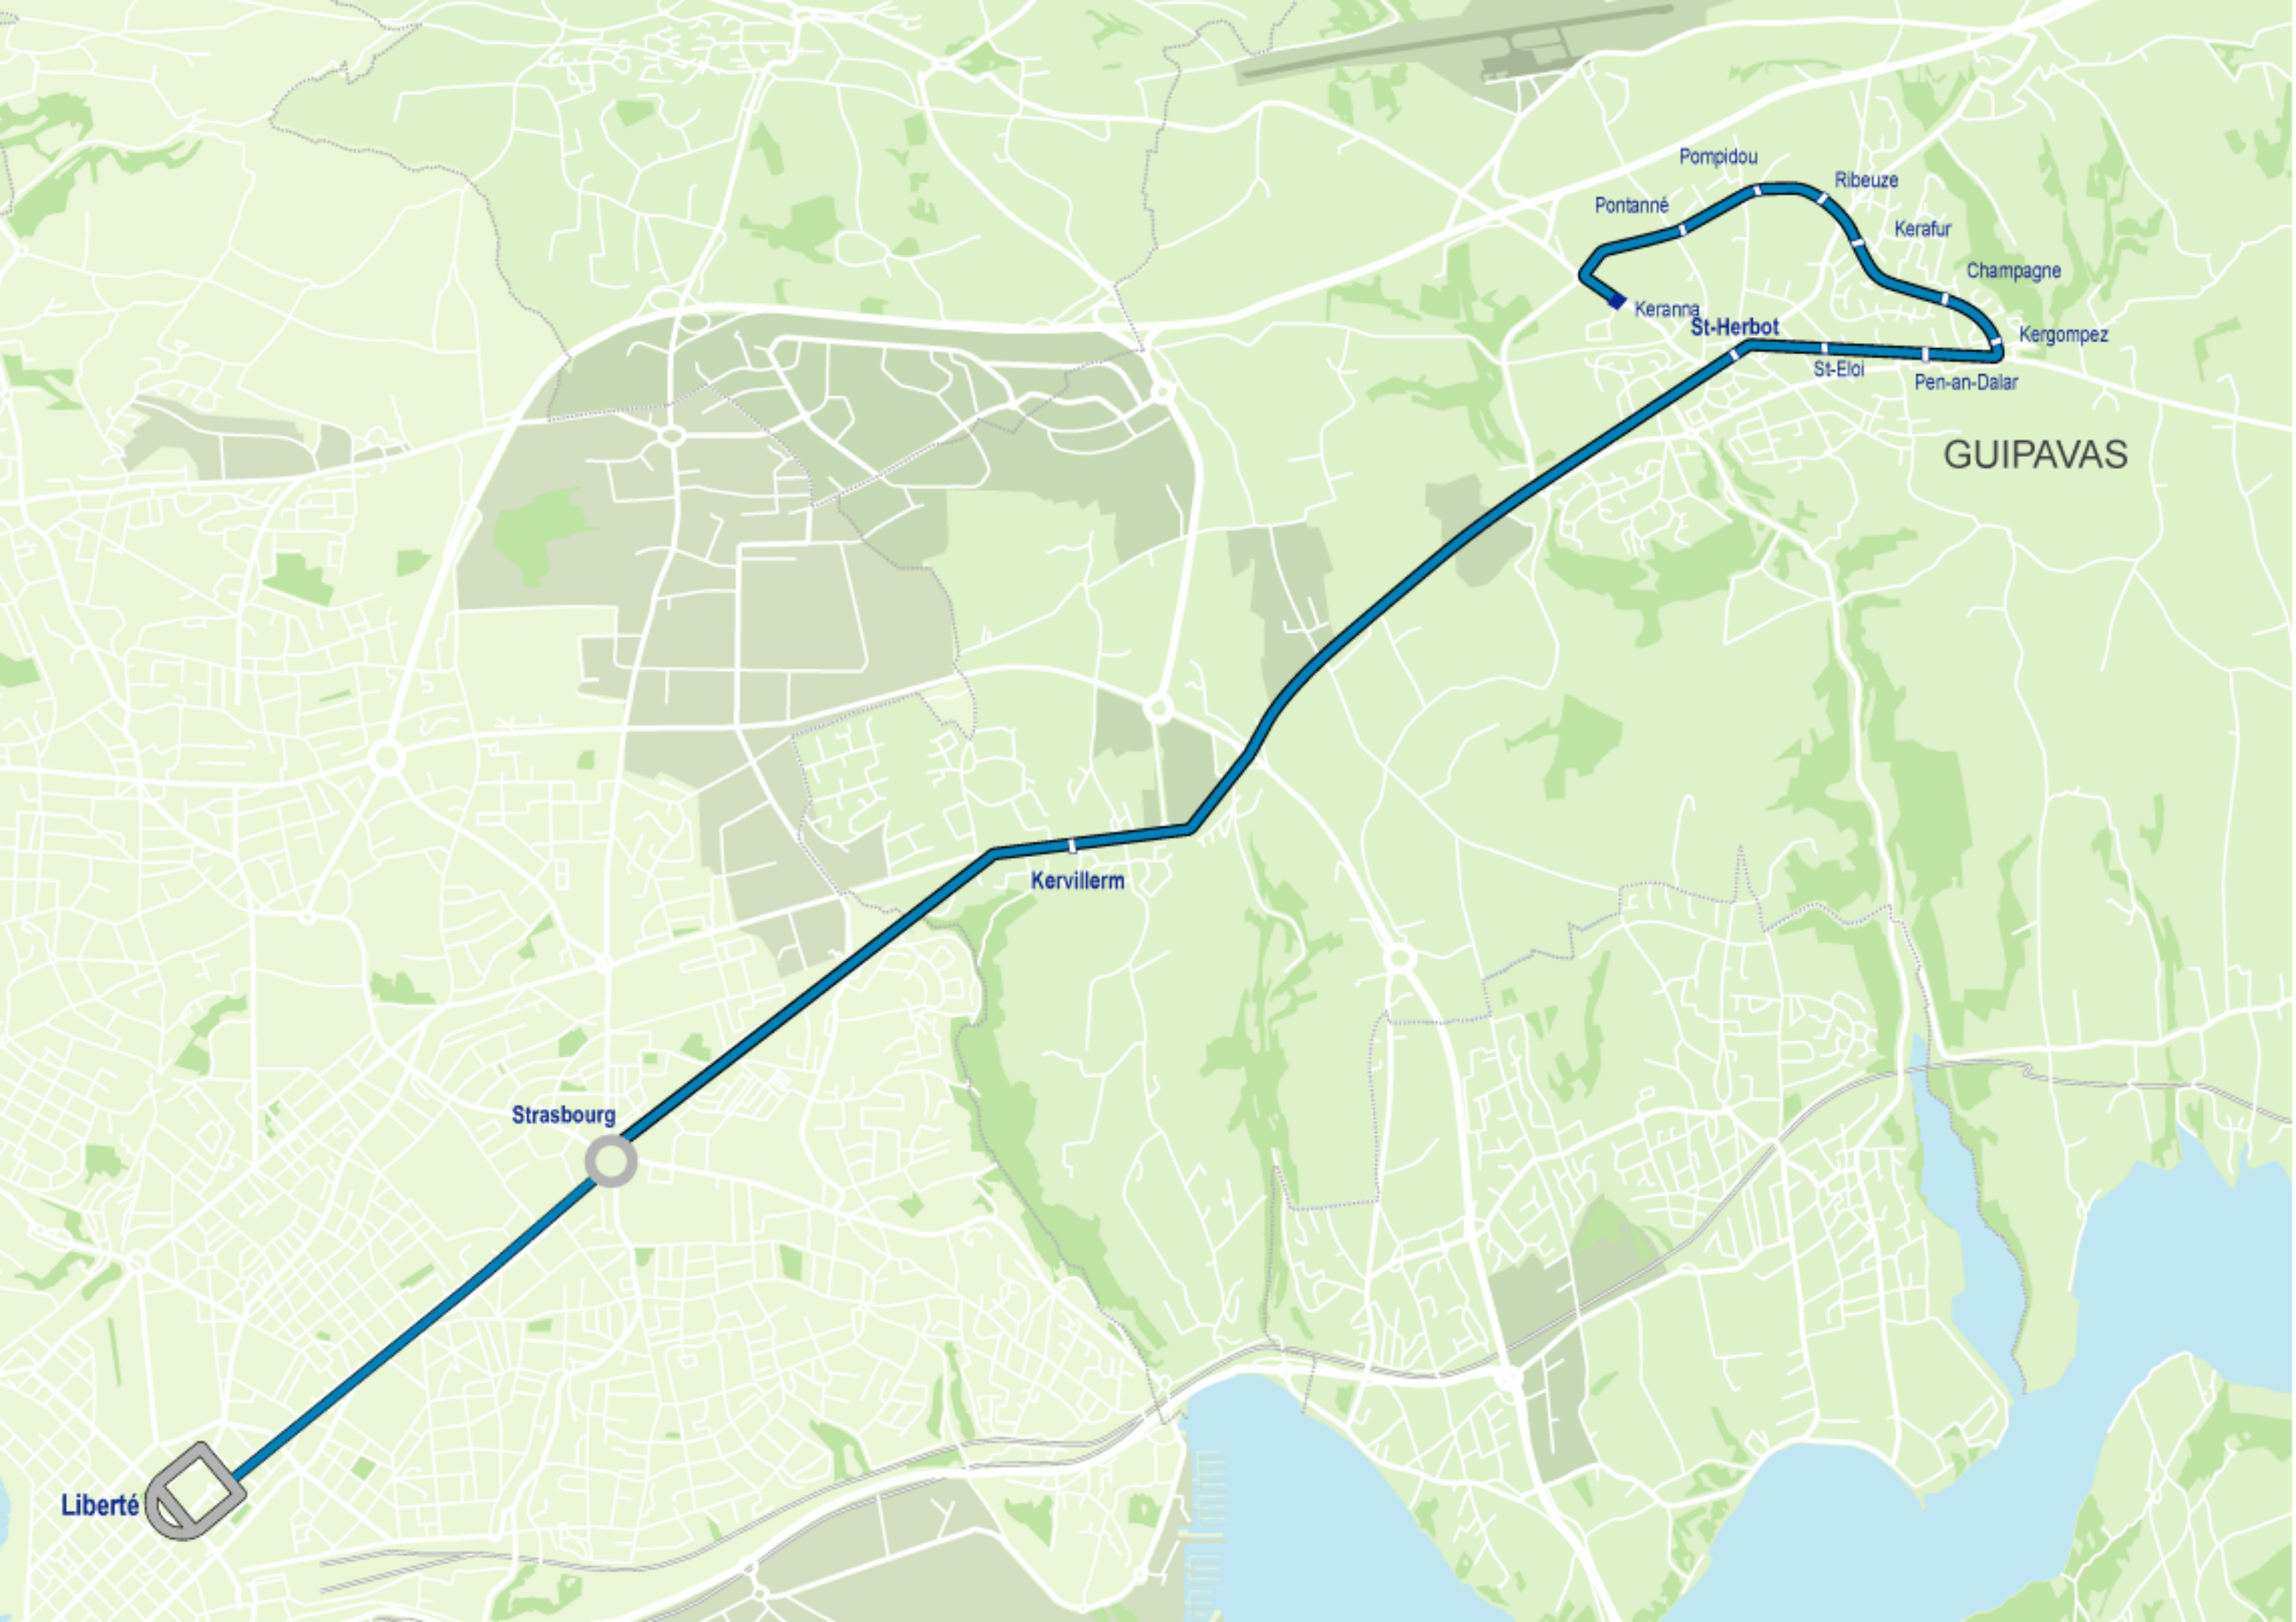 Pompidou
Ribeuze
Pontanné
Kerafur
Champagne
Keranna
St-Herbot
Kergompez
St-Eloi
Pen-an-Dalar
GUIPAVAS
Kervillerm
Strasbourg
Liberté